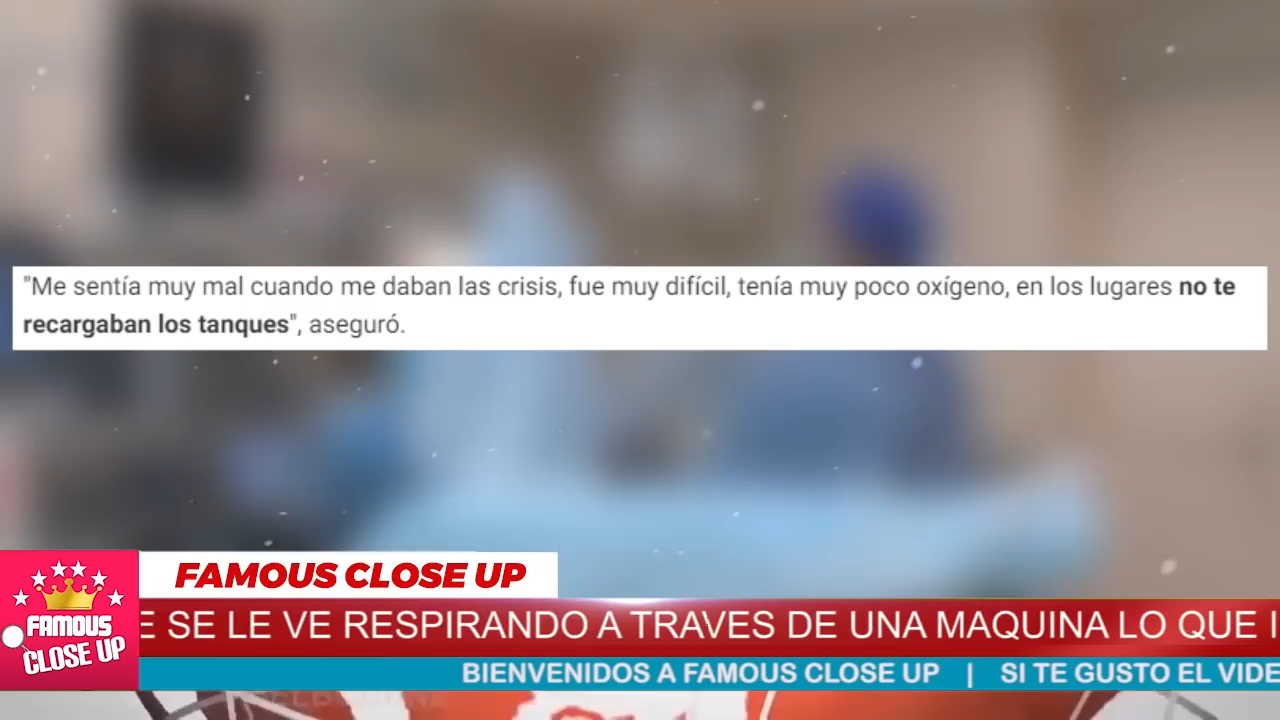 "Me sentía muy mal cuando me daban las crisis, fue muy difícil, tenía muy poco oxígeno, en los lugares no te
recargaban los tanques", aseguró.
FAMOUS CLOSE UP
FAMOUS
CLOSE UP
E SE LE VE RESPIRANDO A TRAVES DE UNA MAQUINA LO QUE I
BIENVENIDOS A FAMOUS CLOSE UP | SI TE GUSTO EL VIDE